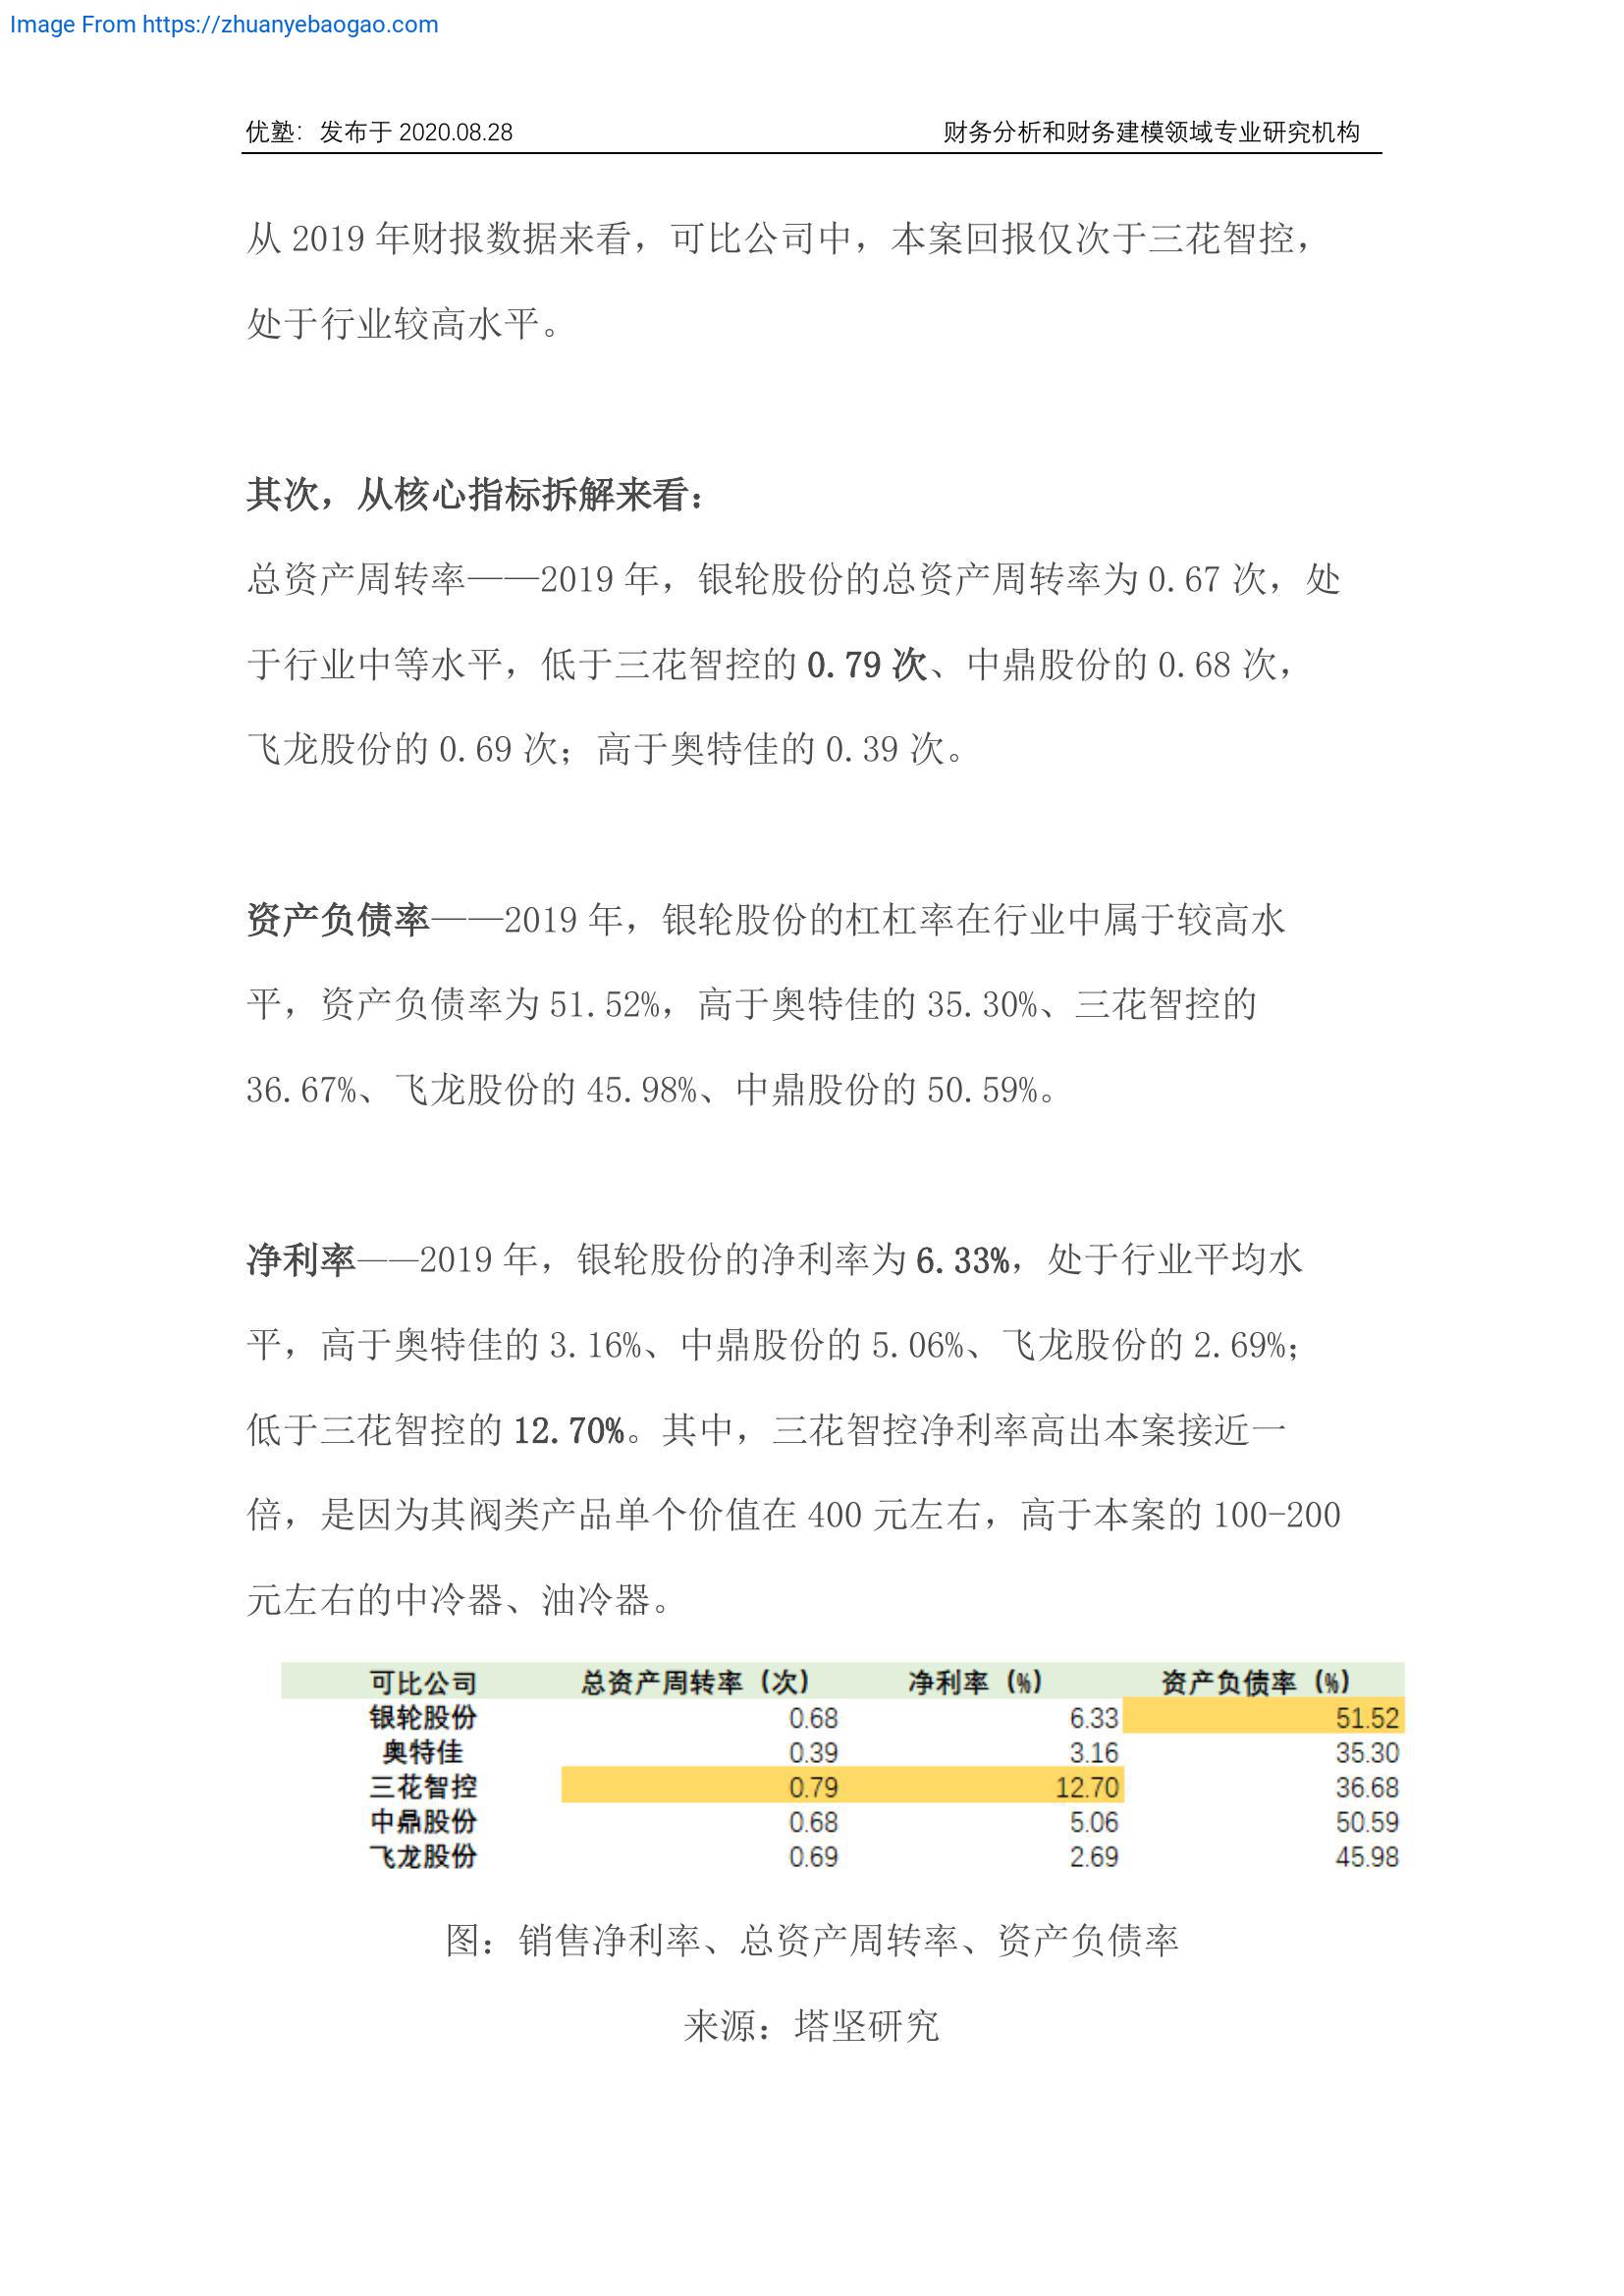 Image From https://zhuanyebaogao.com
优塾：发布于 2020.08.28 财务分析和财务建模领域专业研究机构
从 2019 年财报数据来看，可比公司中，本案回报仅次于三花智控，
处于行业较高水平。
其次，从核心指标拆解来看：
总资产周转率——2019 年，银轮股份的总资产周转率为 0.67 次，处
于行业中等水平，低于三花智控的 0.79 次、中鼎股份的 0.68 次，
飞龙股份的 0.69 次；高于奥特佳的 0.39 次。
资产负债率——2019 年，银轮股份的杠杠率在行业中属于较高水
平，资产负债率为 51.52%，高于奥特佳的 35.30%、三花智控的
36.67%、飞龙股份的 45.98%、中鼎股份的 50.59%。
净利率——2019 年，银轮股份的净利率为 6.33%，处于行业平均水
平，高于奥特佳的 3.16%、中鼎股份的 5.06%、飞龙股份的 2.69%；
低于三花智控的 12.70%。其中，三花智控净利率高出本案接近一
倍，是因为其阀类产品单个价值在 400 元左右，高于本案的 100-200
元左右的中冷器、油冷器。
可比公司 总资产周转率（次） 净利率（%） 资产负债率（%）
银轮股份 0.68 6.33 51.52
奥特佳 0.39 3.16 35.30
三花智控 0.79 12.70 36.68
中鼎股份 0.68 5.06 50.59
飞龙股份 0.69 2.69 45.98
图：销售净利率、总资产周转率、资产负债率
来源：塔坚研究